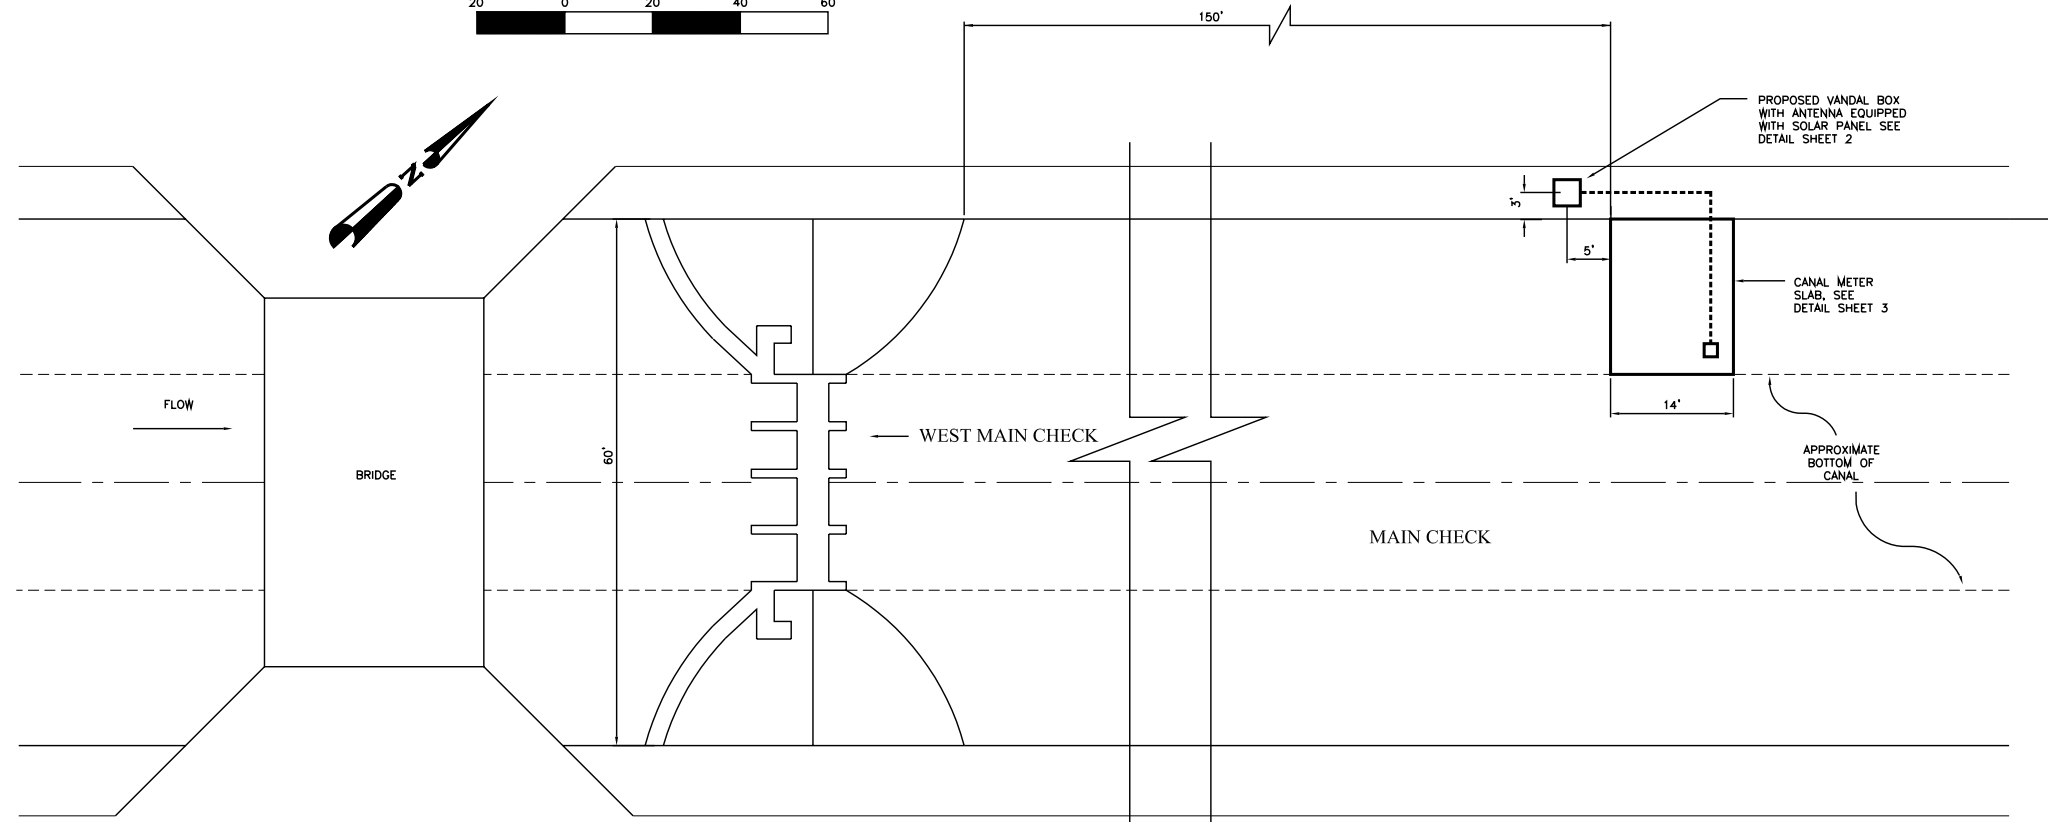 20 0 20 40 60
150'
PROPOSED VANDAL BOX
WITH ANTENNA EQUIPPED
WITH SOLAR PANEL SEE
DETAIL SHEET 2
N
3'
5'
CANAL METER
SLAB, SEE
DETAIL SHEET 3
FLOW
14'
WEST MAIN CHECK
60'
APPROXIMATE
BOTTOM OF
CANAL
BRIDGE
MAIN CHECK